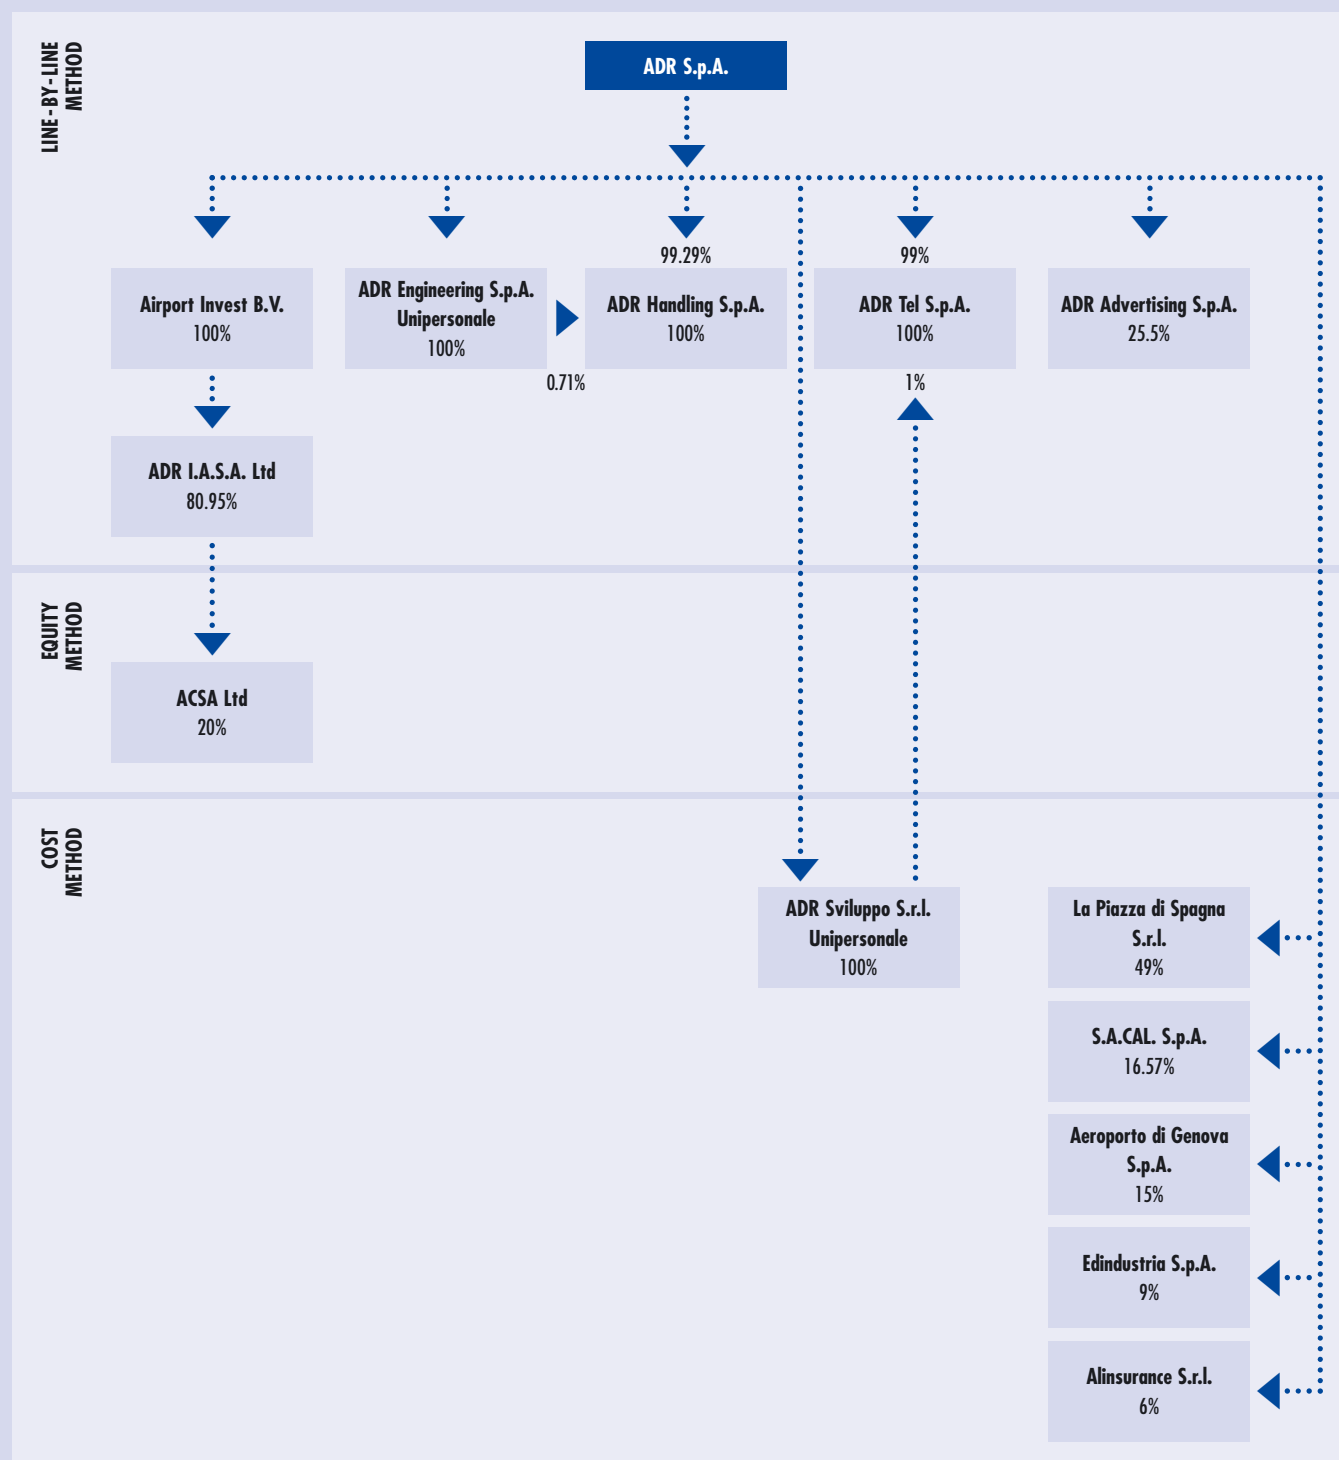 LINE-BY-LINE
METHOD
ADR S.p.A.
99.29%
99%
Airport Invest B.V.
100%
ADR Engineering S.p.A.
Unipersonale
100%
ADR Handling S.p.A.
100%
ADR Tel S.p.A.
100%
ADR Advertising S.p.A.
25.5%
0.71%
1%
ADR I.A.S.A. Ltd
80.95%
EQUITY
METHOD
ACSA Ltd
20%
COST
METHOD
ADR Sviluppo S.r.l.
Unipersonale
100%
La Piazza di Spagna
S.r.l.
49%
S.A.CAL. S.p.A.
16.57%
Aeroporto di Genova
S.p.A.
15%
Edindustria S.p.A.
9%
Alinsurance S.r.l.
6%